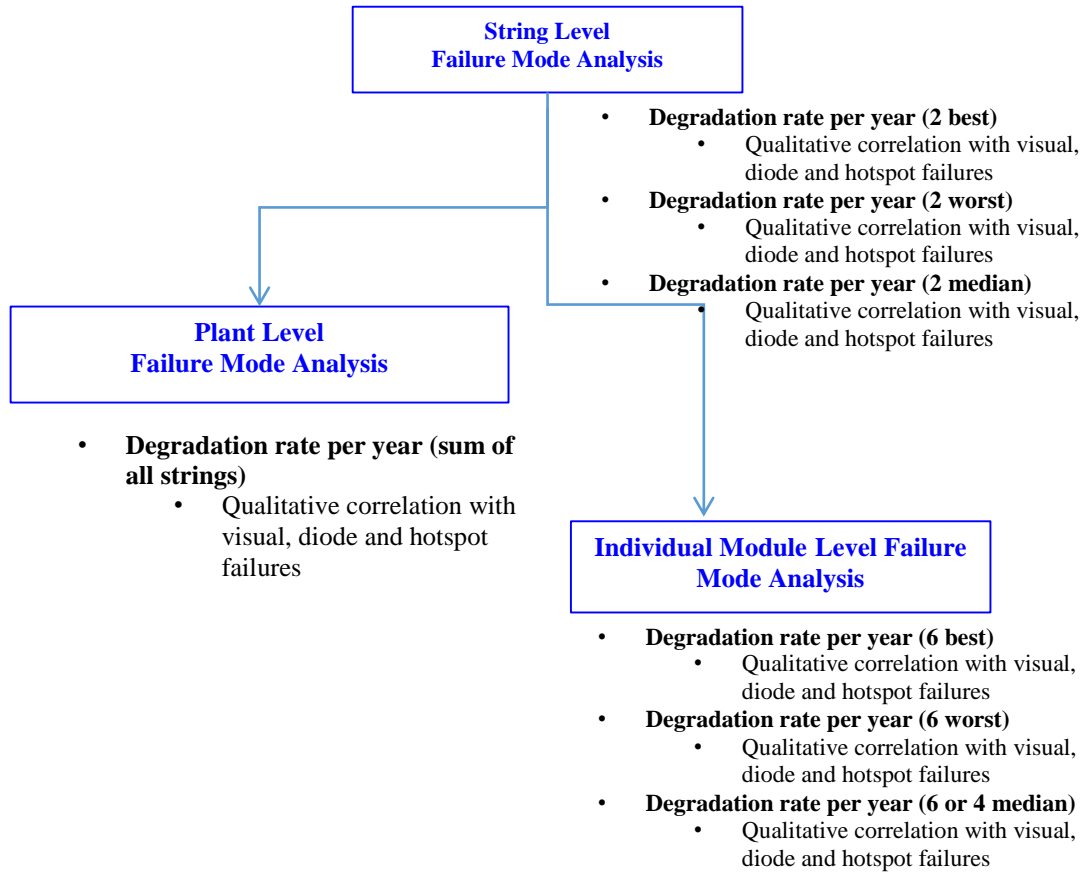 String Level
Failure Mode Analysis
• Degradation rate per year (2 best)
• Qualitative correlation with visual,
diode and hotspot failures
• Degradation rate per year (2 worst)
• Qualitative correlation with visual,
diode and hotspot failures
• Degradation rate per year (2 median)
• Qualitative correlation with visual,
diode and hotspot failures
Plant Level
Failure Mode Analysis
• Degradation rate per year (sum of
all strings)
• Qualitative correlation with
visual, diode and hotspot
failures
Individual Module Level Failure
Mode Analysis
• Degradation rate per year (6 best)
• Qualitative correlation with visual,
diode and hotspot failures
• Degradation rate per year (6 worst)
• Qualitative correlation with visual,
diode and hotspot failures
• Degradation rate per year (6 or 4 median)
• Qualitative correlation with visual,
diode and hotspot failures